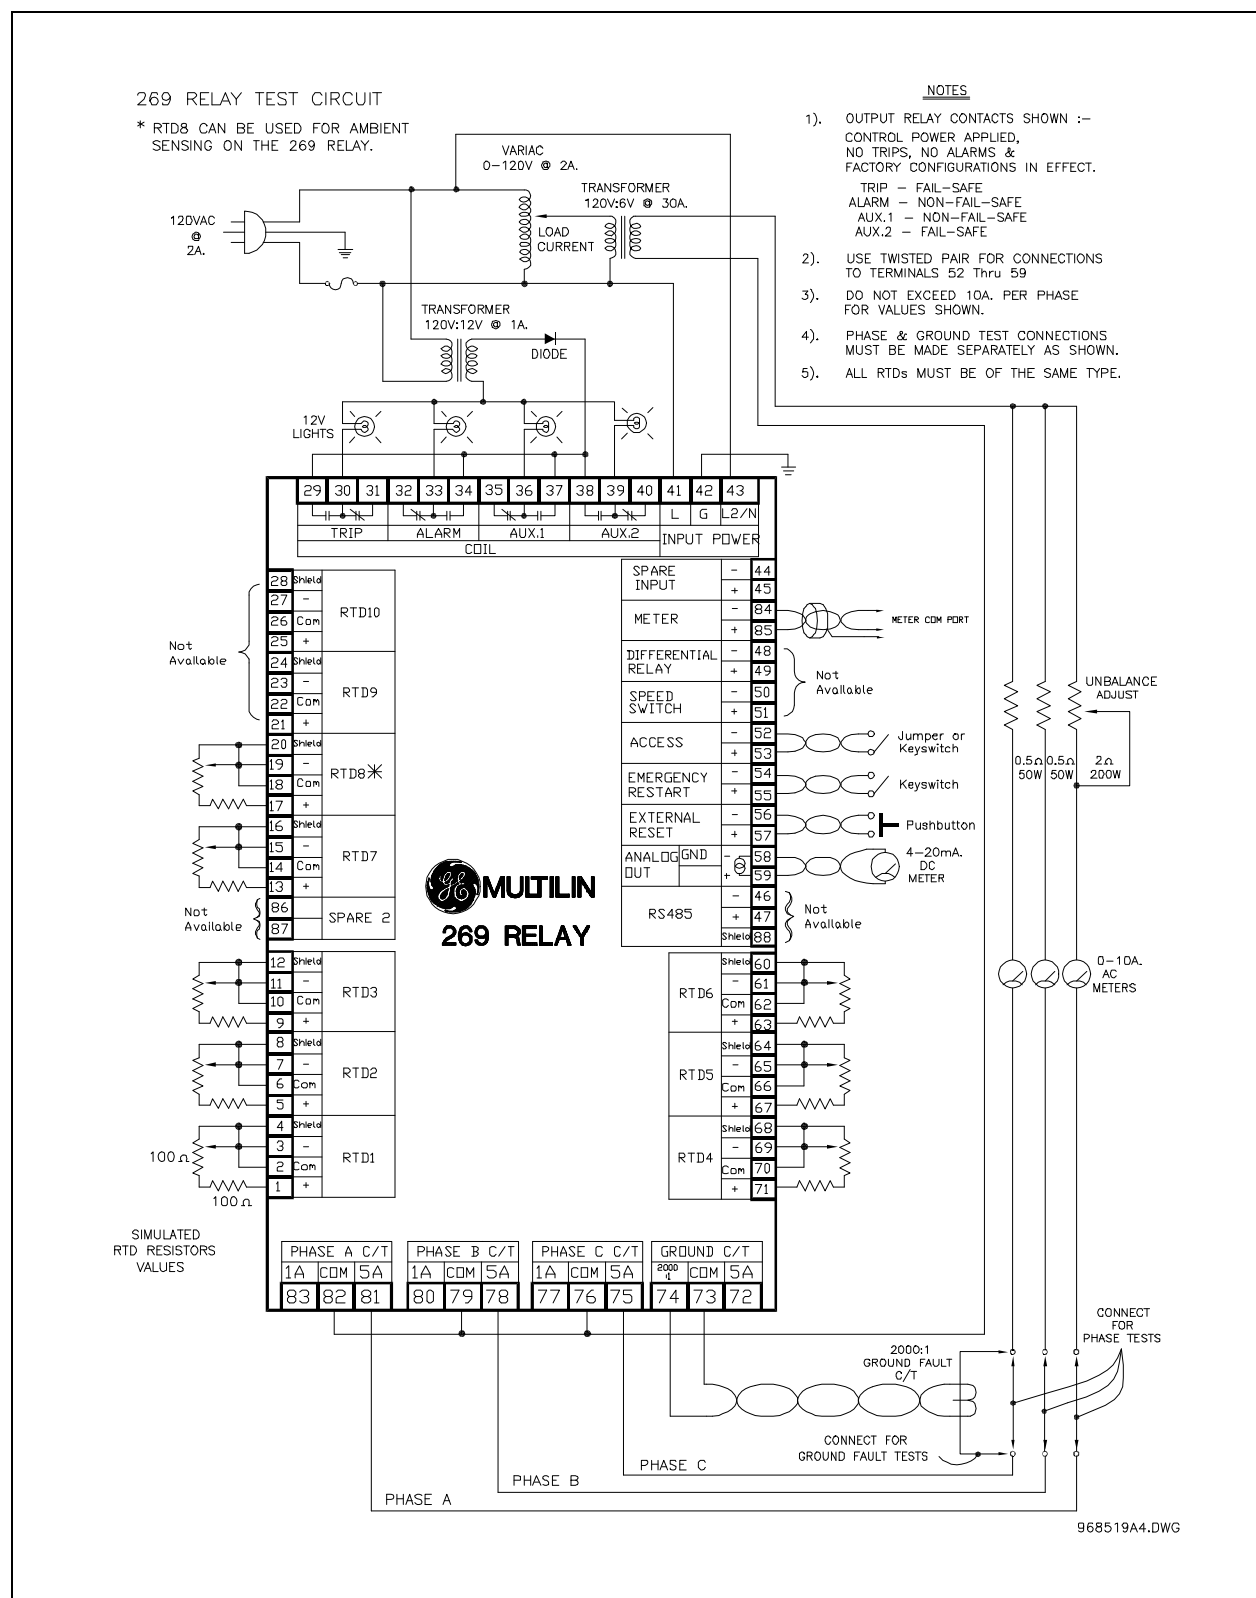 269 RELAY TEST CIRCUIT
* RTD8 CAN BE USED FOR AMBIENT
SENSING ON THE 269 RELAY.
NOTES
1). OUTPUT RELAY CONTACTS SHOWN :-
CONTROL POWER APPLIED,
NO TRIPS, NO ALARMS &
FACTORY CONFIGURATIONS IN EFFECT.
TRIP - FAIL-SAFE
ALARM - NON-FAIL-SAFE
AUX.1 - NON-FAIL-SAFE
AUX.2 - FAIL-SAFE
2). USE TWISTED PAIR FOR CONNECTIONS
TO TERMINALS 52 Thru 59
3). DO NOT EXCEED 10A. PER PHASE
FOR VALUES SHOWN.
4). PHASE & GROUND TEST CONNECTIONS
MUST BE MADE SEPARATELY AS SHOWN.
5). ALL RTDs MUST BE OF THE SAME TYPE.
VARIAC
0-120V @ 2A.
TRANSFORMER
120V:6V @ 30A.
120VAC
@
2A.
LOAD
CURRENT
TRANSFORMER
120V:12V @ 1A.
DIODE
12V
LIGHTS
29 30 31 32 33 34 35 36 37 38 39 40 41 42 43
L G L2/N
TRIP ALARM AUX.1 AUX.2
COIL
INPUT POWER
28 Shield
27 -
26 Com
25 +
RTD10
24 Shield
23 -
22 Com
21 +
RTD9
Not
Available
20 Shield
19 -
18 Com
17 +
RTD8*
16 Shield
15 -
14 Com
13 +
RTD7
86
87
SPARE 2
Not
Available
12 Shield
11 -
10 Com
9 +
RTD3
8 Shield
7 -
6 Com
5 +
RTD2
4 Shield
3 -
2 Com
1 +
RTD1
100Ω
100Ω
SIMULATED
RTD RESISTORS
VALUES
GE MULTILIN
269 RELAY
SPARE
INPUT
- 44
+ 45
METER
- 84
+ 85
METER COM PORT
DIFFERENTIAL
RELAY
- 48
+ 49
SPEED
SWITCH
- 50
+ 51
Not
Available
ACCESS
- 52
+ 53
Jumper or
Keyswitch
EMERGENCY
RESTART
- 54
+ 55
Keyswitch
EXTERNAL
RESET
- 56
+ 57
Pushbutton
ANALOG
OUT
GND
- 58
+ 59
4-20mA.
DC
METER
RS485
- 46
+ 47
Shield 88
Not
Available
RTD6
Shield 60
- 61
Com 62
+ 63
RTD5
Shield 64
- 65
Com 66
+ 67
RTD4
Shield 68
- 69
Com 70
+ 71
UNBALANCE
ADJUST
0.5Ω 0.5Ω 2Ω
50W 50W 200W
0-10A.
AC
METERS
PHASE A C/T PHASE B C/T PHASE C C/T GROUND C/T
1A COM 5A 1A COM 5A 1A COM 5A 2000:1 COM 5A
83 82 81 80 79 78 77 76 75 74 73 72
CONNECT
FOR
PHASE TESTS
2000:1
GROUND FAULT
C/T
CONNECT FOR
GROUND FAULT TESTS
PHASE C
PHASE B
PHASE A
968519A4.DWG